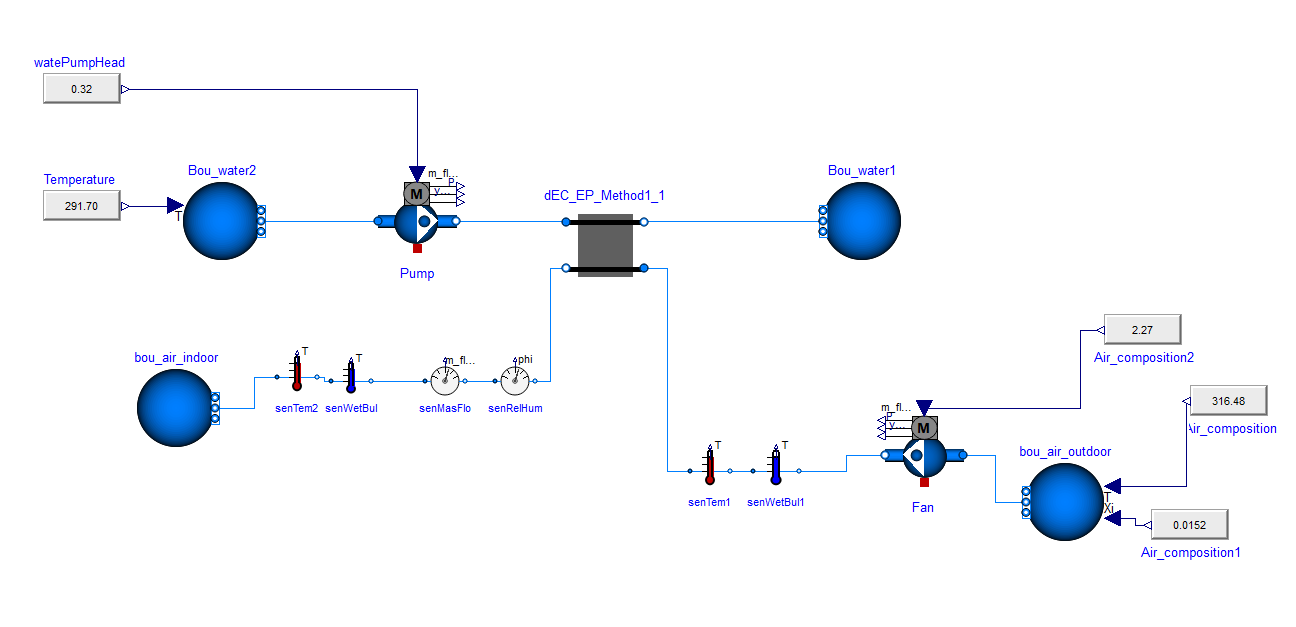 watePumpHead
0.32
Temperature
291.70
T
Bou_water2
m_fl...
P
M
y...
Pump
dEC_EP_Method1_1
Bou_water1
bou_air_indoor
T
senTem2
T
senWetBul
m_fl...
senMasFlo
phi
senRelHum
T
senTem1
T
senWetBul1
m_fl...
P
M
y...
Fan
2.27
Air_composition2
316.48
Air_composition
bou_air_outdoor
T
Xi
0.0152
Air_composition1